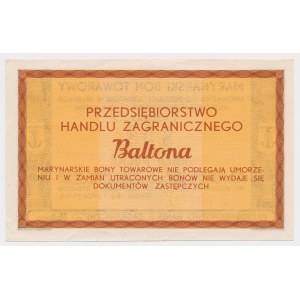 PRZEDSIĘBIORSTWO
HANDLU ZAGRANICZNEGO
Baltona
MARYNARSKIE BONY TOWAROWE NIE PODLEGAJĄ UMORZE-
NIU I W ZAMIAN UTRACONYCH BONÓW NIE WYDAJE SIĘ
DOKUMENTÓW ZASTĘPCZYCH